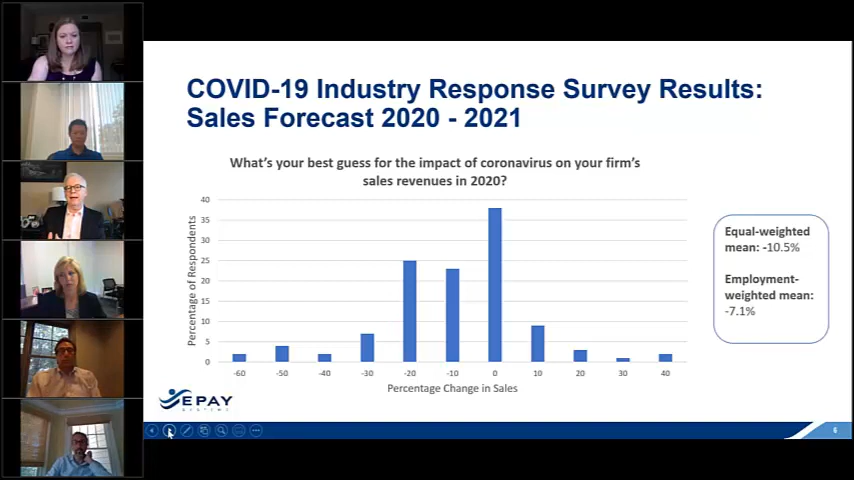 COVID-19 Industry Response Survey Results:
Sales Forecast 2020 - 2021
What's your best guess for the impact of coronavirus on your firm's
sales revenues in 2020?
Percentage of Respondents
40
35
30
25
20
15
10
5
0
-60 -50 -40 -30 -20 -10 0 10 20 30 40
Percentage Change in Sales
Equal-weighted
mean: -10.5%
Employment-
weighted mean:
-7.1%
EPAY
SYSTEMS
6